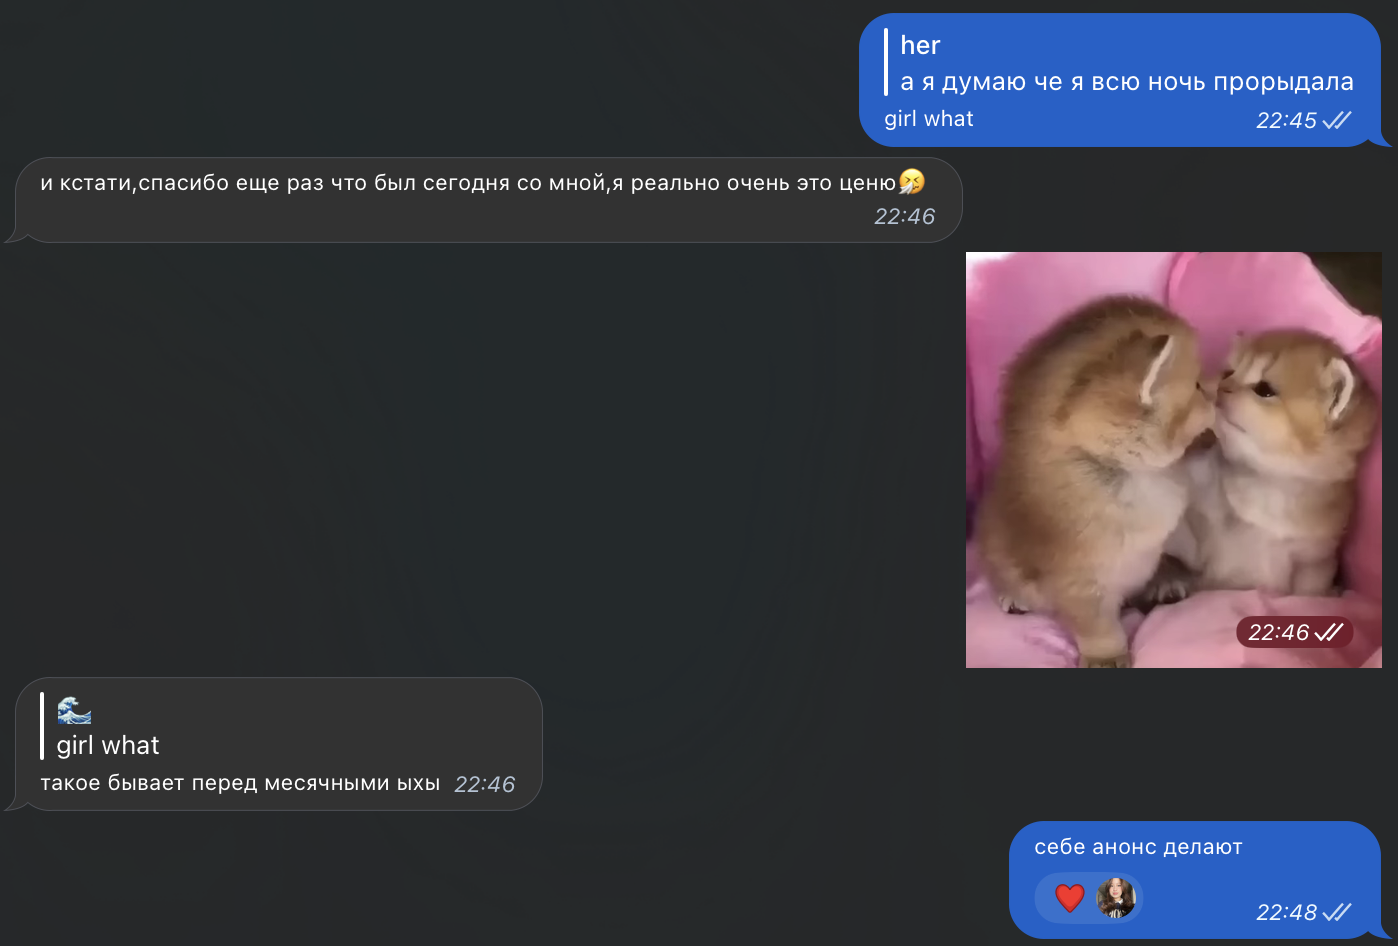 her
а я думаю че я всю ночь прорыдала
girl what
22:45
и кстати,спасибо еще раз что был сегодня со мной,я реально очень это ценю🤧
22:46
22:46
🌊
girl what
такое бывает перед месячными ыхы 22:46
себе анонс делают
❤️
22:48